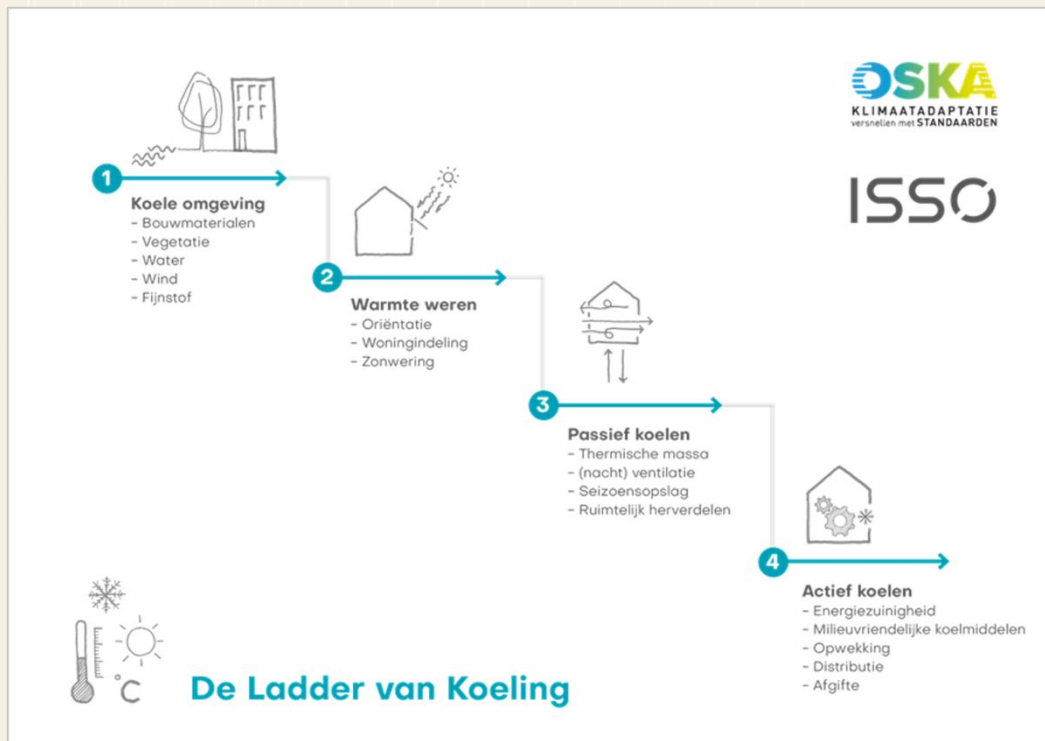 OSKA
KLIMAATADAPTATIE
versnellen met STANDAARDEN
ISSO
1
Koele omgeving
- Bouwmaterialen
- Vegetatie
- Water
- Wind
- Fijnstof
2
Warmte weren
- Oriëntatie
- Woningindeling
- Zonwering
3
Passief koelen
- Thermische massa
- (nacht) ventilatie
- Seizoensopslag
- Ruimtelijk herverdelen
4
Actief koelen
- Energiezuinigheid
- Milieuvriendelijke koelmiddelen
- Opwekking
- Distributie
- Afgifte
°C
De Ladder van Koeling